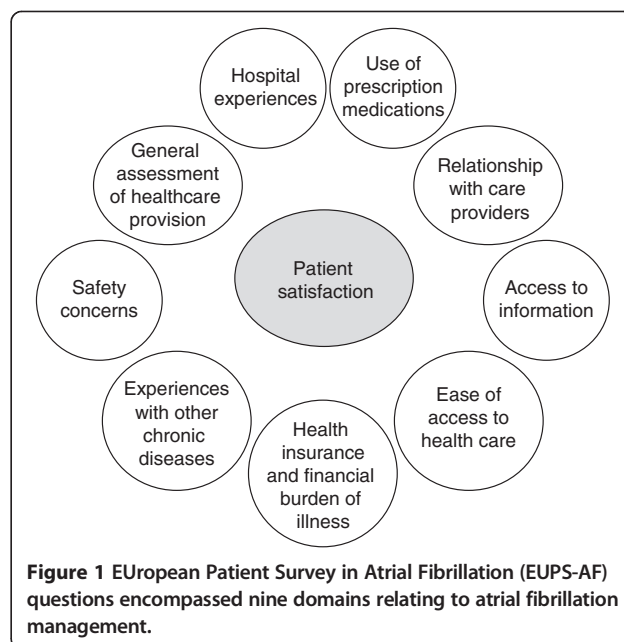 Hospital
experiences
Use of
prescription
medications
General
assessment
of healthcare
provision
Relationship
with care
providers
Patient
satisfaction
Safety
concerns
Access to
information
Experiences
with other
chronic
diseases
Ease of
access to
health care
Health
insurance
and financial
burden of
illness
Figure 1 EUropean Patient Survey in Atrial Fibrillation (EUPS-AF)
questions encompassed nine domains relating to atrial fibrillation
management.